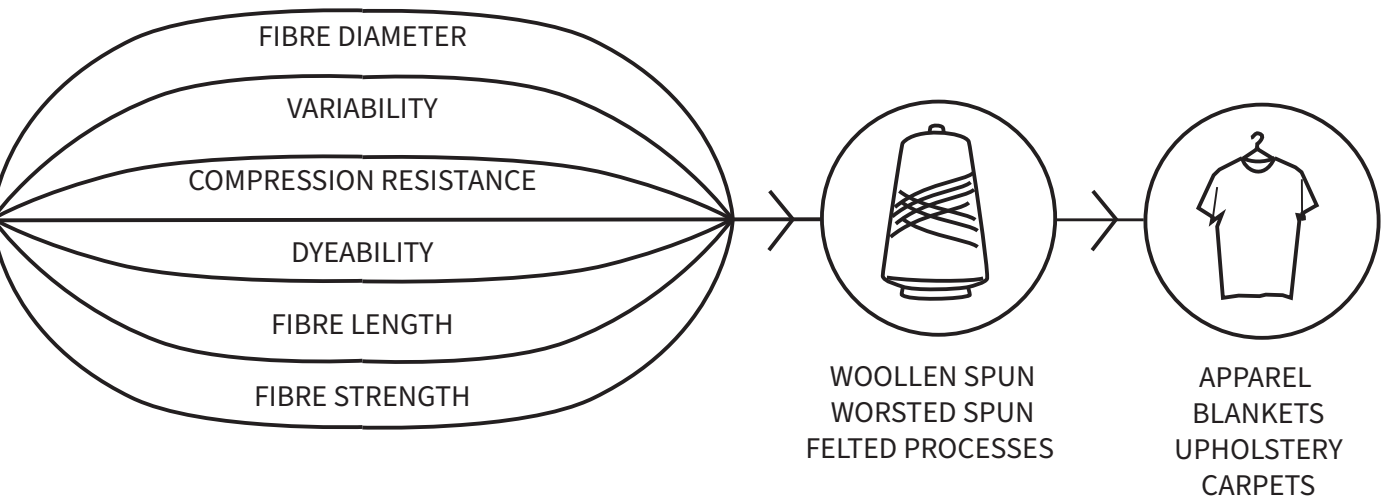 FIBRE DIAMETER
VARIABILITY
COMPRESSION RESISTANCE
DYEABILITY
FIBRE LENGTH
FIBRE STRENGTH
WOOLLEN SPUN
WORSTED SPUN
FELTED PROCESSES
APPAREL
BLANKETS
UPHOLSTERY
CARPETS